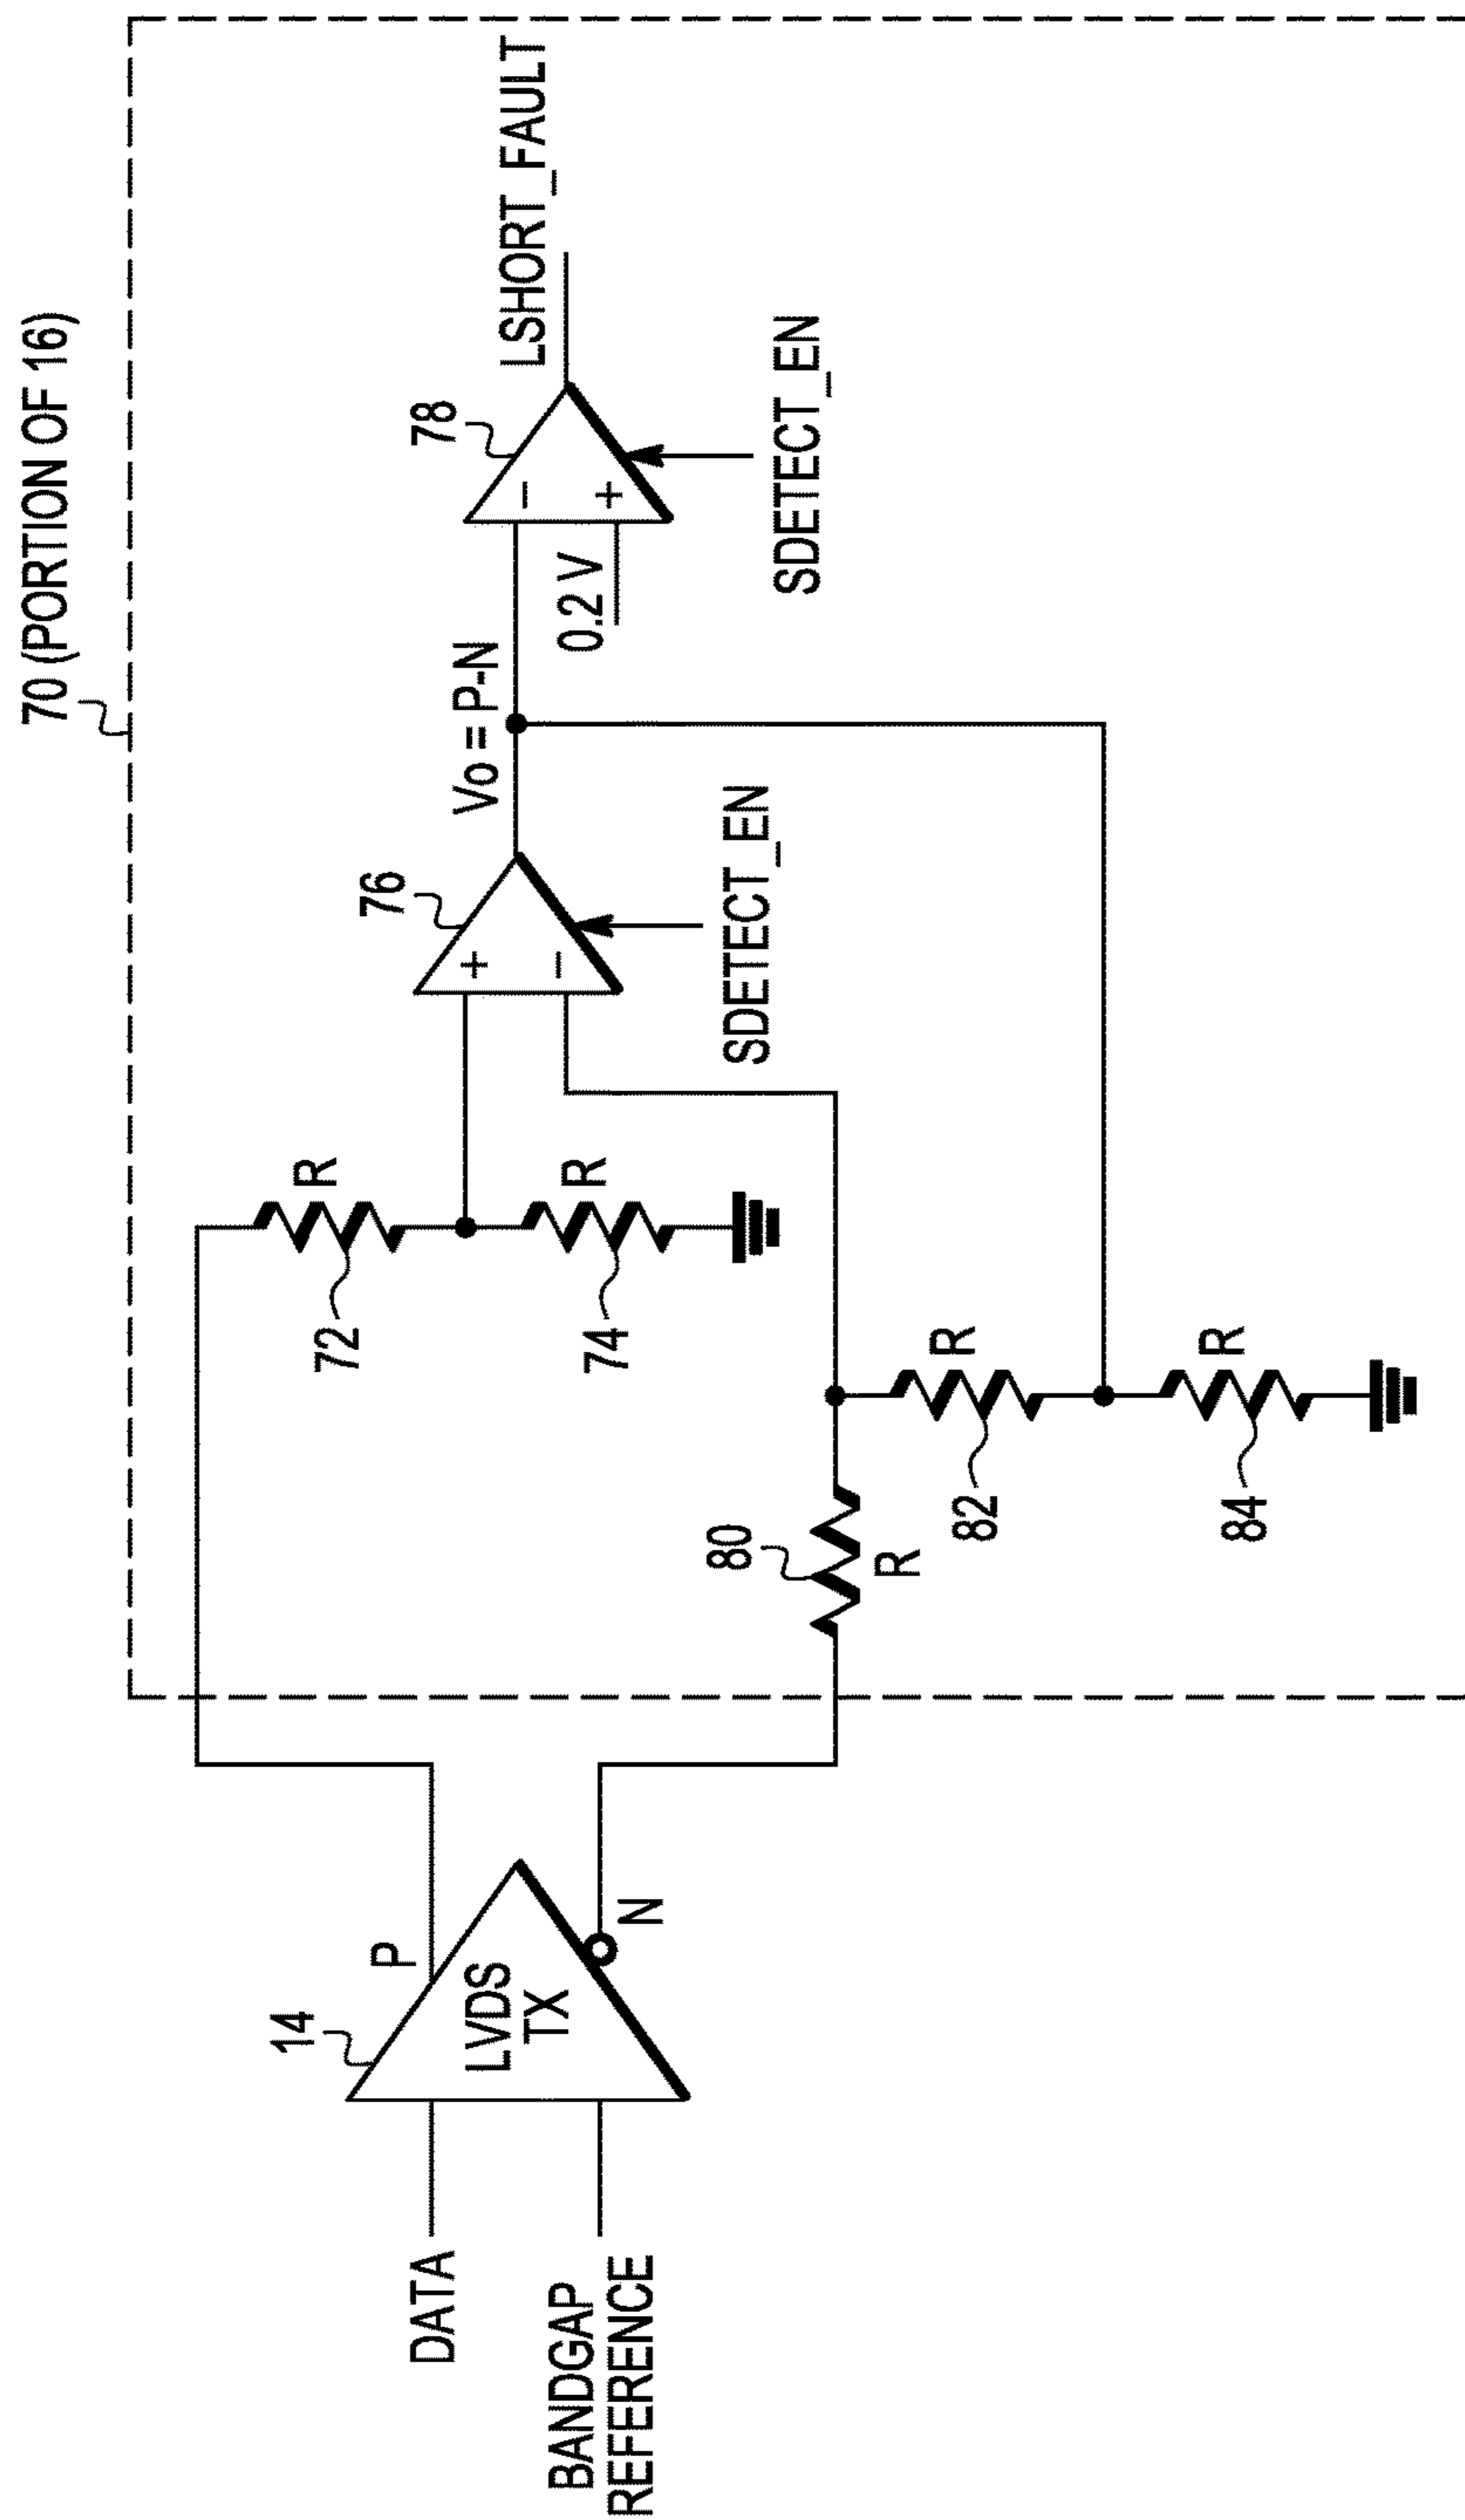 70 (PORTION OF 16)
14
P
LVDS
TX
N
DATA
BANDGAP
REFERENCE
72
R
74
R
80
R
82
R
84
R
76
+
−
SDETECT_EN
Vo = P-N
0.2 V
78
−
+
SDETECT_EN
LSHORT_FAULT